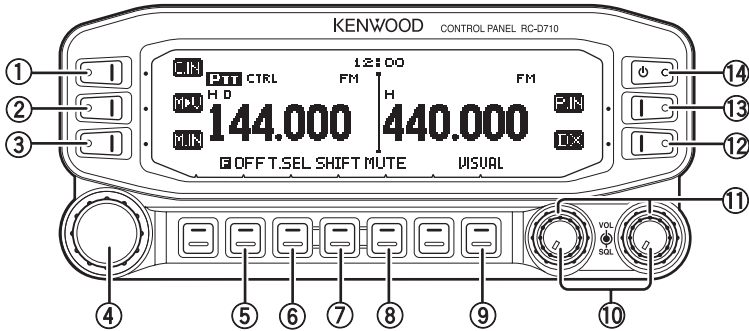 KENWOOD CONTROL PANEL RC-D710
C.IN 12:00
PTT CTRL FM FM
M▶V H D H P.IN
M.IN 144.000 440.000 DX
F OFF T.SEL SHIFT MUTE VISUAL
VOL
SQL
① ② ③ ④ ⑤ ⑥ ⑦ ⑧ ⑨ ⑩ ⑪ ⑫ ⑬ ⑭